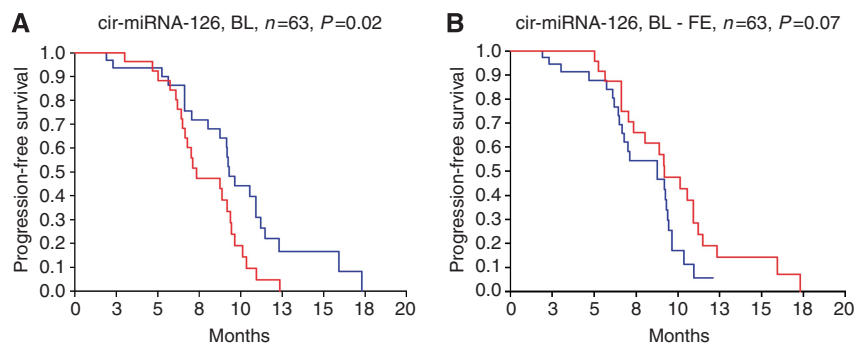 A
cir-miRNA-126, BL, n=63, P=0.02
Progression-free survival
1.0
0.9
0.8
0.7
0.6
0.5
0.4
0.3
0.2
0.1
0.0
0 3 5 8 10 13 15 18 20
Months
B
cir-miRNA-126, BL - FE, n=63, P=0.07
Progression-free survival
1.0
0.9
0.8
0.7
0.6
0.5
0.4
0.3
0.2
0.1
0.0
0 3 5 8 10 13 15 18 20
Months